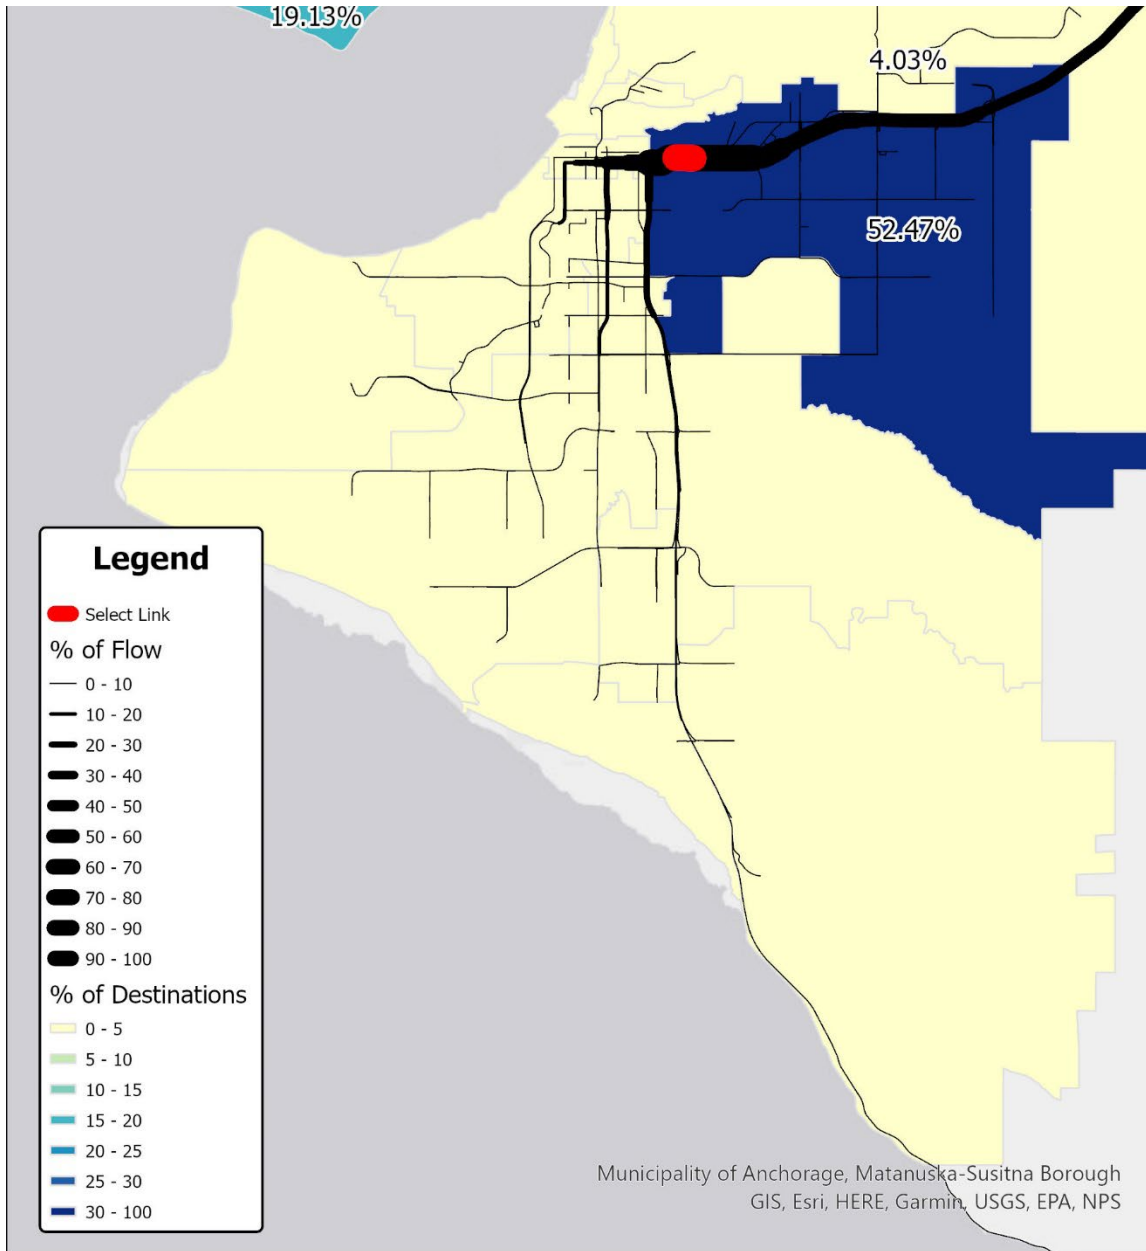 19.13%
4.03%
52.47%
Legend
Select Link
% of Flow
0 - 10
10 - 20
20 - 30
30 - 40
40 - 50
50 - 60
60 - 70
70 - 80
80 - 90
90 - 100
% of Destinations
0 - 5
5 - 10
10 - 15
15 - 20
20 - 25
25 - 30
30 - 100
Municipality of Anchorage, Matanuska-Susitna Borough
GIS, Esri, HERE, Garmin, USGS, EPA, NPS